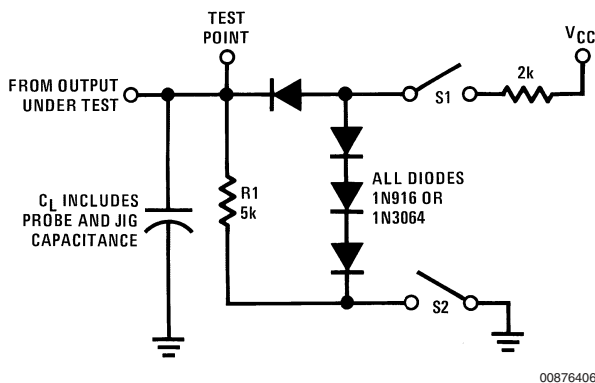 TEST
POINT
VCC
2k
FROM OUTPUT
UNDER TEST
S1
CL INCLUDES
PROBE AND JIG
CAPACITANCE
R1
5k
ALL DIODES
1N916 OR
1N3064
S2
00876406